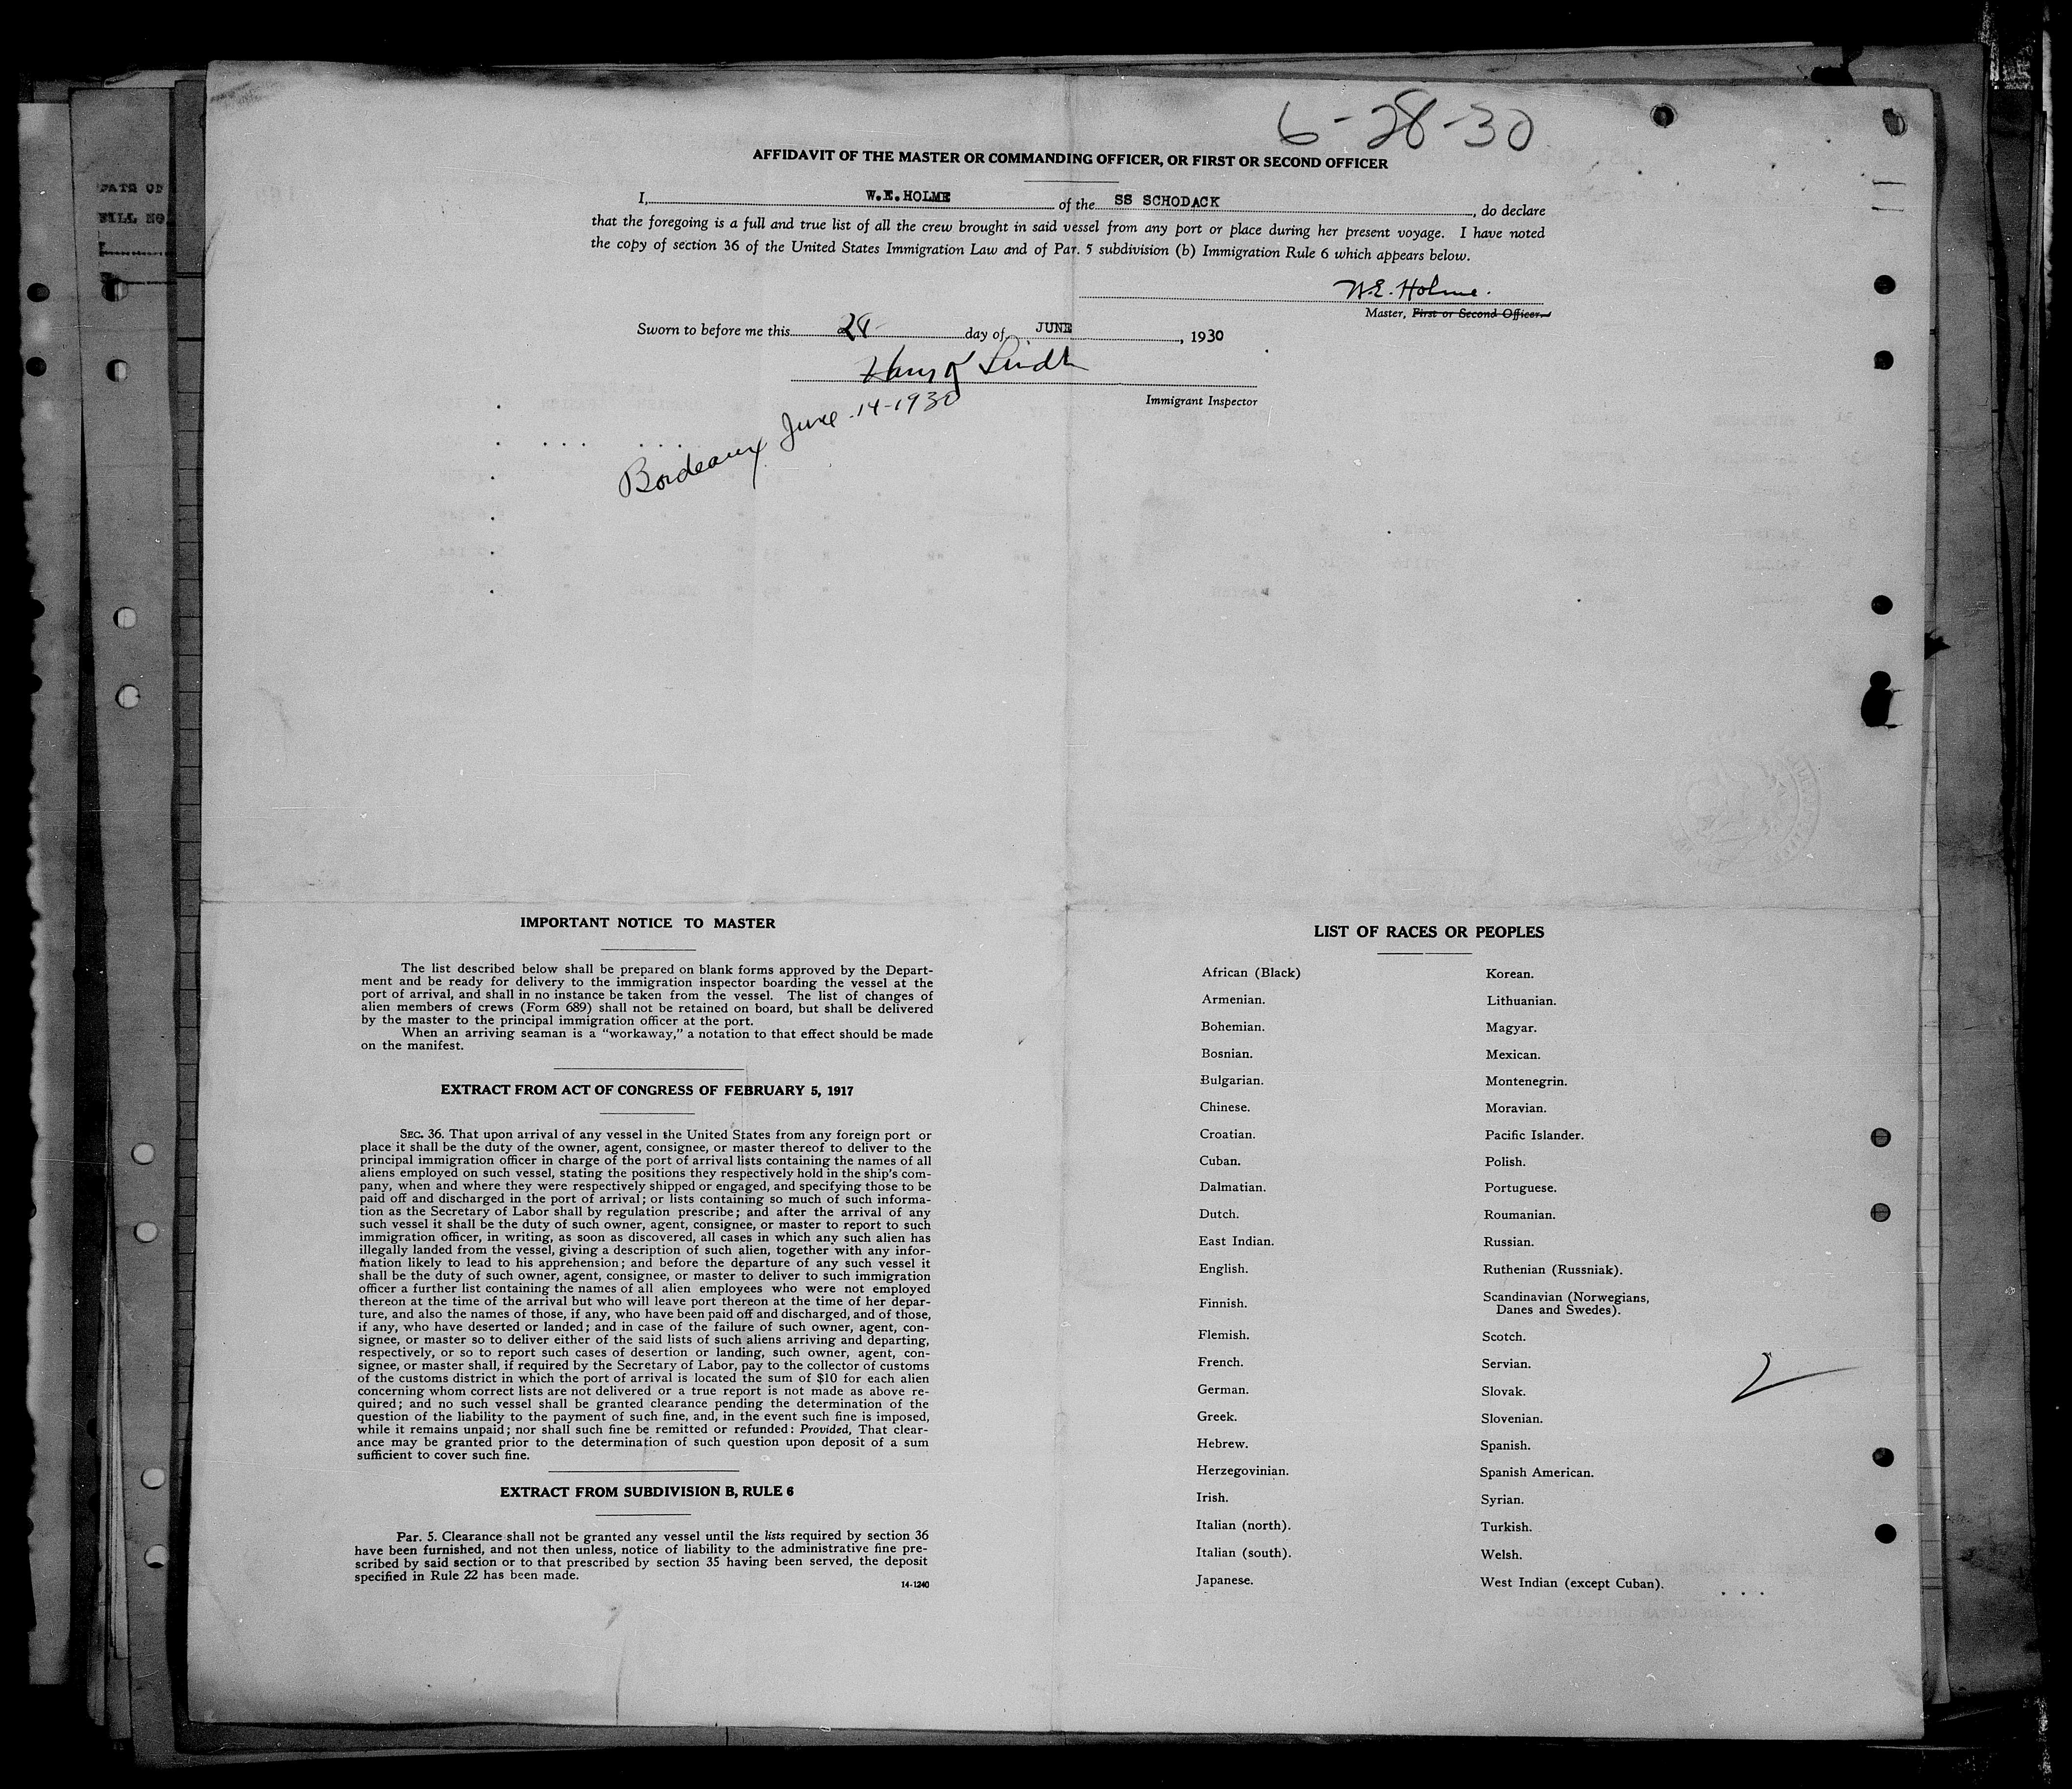 6-28-30
AFFIDAVIT OF THE MASTER OR COMMANDING OFFICER, OR FIRST OR SECOND OFFICER
I, W.E.HOLME of the SS SCHODACK, do declare
that the foregoing is a full and true list of all the crew brought in said vessel from any port or place during her present voyage. I have noted
the copy of section 36 of the United States Immigration Law and of Par. 5 subdivision (b) Immigration Rule 6 which appears below.
W.E. Holme.
Master, First or Second Officer.
Sworn to before me this 28 day of JUNE, 1930
Immigrant Inspector
Bordeaux June-14-1930
IMPORTANT NOTICE TO MASTER
The list described below shall be prepared on blank forms approved by the Depart-
ment and be ready for delivery to the immigration inspector boarding the vessel at the
port of arrival, and shall in no instance be taken from the vessel. The list of changes of
alien members of crews (Form 689) shall not be retained on board, but shall be delivered
by the master to the principal immigration officer at the port.
When an arriving seaman is a "workaway," a notation to that effect should be made
on the manifest.
EXTRACT FROM ACT OF CONGRESS OF FEBRUARY 5, 1917
SEC. 36. That upon arrival of any vessel in the United States from any foreign port or
place it shall be the duty of the owner, agent, consignee, or master thereof to deliver to the
principal immigration officer in charge of the port of arrival lists containing the names of all
aliens employed on such vessel, stating the positions they respectively hold in the ship's com-
pany, when and where they were respectively shipped or engaged, and specifying those to be
paid off and discharged in the port of arrival; or lists containing so much of such informa-
tion as the Secretary of Labor shall by regulation prescribe; and after the arrival of any
such vessel it shall be the duty of such owner, agent, consignee, or master to report to such
immigration officer, in writing, as soon as discovered, all cases in which any such alien has
illegally landed from the vessel, giving a description of such alien, together with any infor-
mation likely to lead to his apprehension; and before the departure of any such vessel it
shall be the duty of such owner, agent, consignee, or master to deliver to such immigration
officer a further list containing the names of all alien employees who were not employed
thereon at the time of the arrival but who will leave port thereon at the time of her depar-
ture, and also the names of those, if any, who have been paid off and discharged, and of those,
if any, who have deserted or landed; and in case of the failure of such owner, agent, con-
signee, or master so to deliver either of the said lists of such aliens arriving and departing,
respectively, or so to report such cases of desertion or landing, such owner, agent, con-
signee, or master shall, if required by the Secretary of Labor, pay to the collector of customs
of the customs district in which the port of arrival is located the sum of $10 for each alien
concerning whom correct lists are not delivered or a true report is not made as above re-
quired; and no such vessel shall be granted clearance pending the determination of the
question of the liability to the payment of such fine, and, in the event such fine is imposed,
while it remains unpaid; nor shall such fine be remitted or refunded: Provided, That clear-
ance may be granted prior to the determination of such question upon deposit of a sum
sufficient to cover such fine.
EXTRACT FROM SUBDIVISION B, RULE 6
Par. 5. Clearance shall not be granted any vessel until the lists required by section 36
have been furnished, and not then unless, notice of liability to the administrative fine pre-
scribed by said section or to that prescribed by section 35 having been served, the deposit
specified in Rule 22 has been made.
14-1240
LIST OF RACES OR PEOPLES
African (Black)
Armenian.
Bohemian.
Bosnian.
Bulgarian.
Chinese.
Croatian.
Cuban.
Dalmatian.
Dutch.
East Indian.
English.
Finnish.
Flemish.
French.
German.
Greek.
Hebrew.
Herzegovinian.
Irish.
Italian (north).
Italian (south).
Japanese.
Korean.
Lithuanian.
Magyar.
Mexican.
Montenegrin.
Moravian.
Pacific Islander.
Polish.
Portuguese.
Roumanian.
Russian.
Ruthenian (Russniak).
Scandinavian (Norwegians,
Danes and Swedes).
Scotch.
Servian.
Slovak.
Slovenian.
Spanish.
Spanish American.
Syrian.
Turkish.
Welsh.
West Indian (except Cuban).